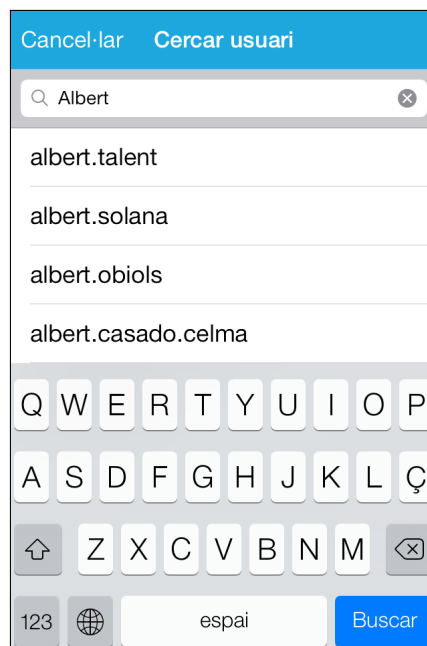 Cancel·lar Cercar usuari
Albert
albert.talent
albert.solana
albert.obiols
albert.casado.celma
Q W E R T Y U I O P
A S D F G H J K L Ç
Z X C V B N M
123 espai Buscar